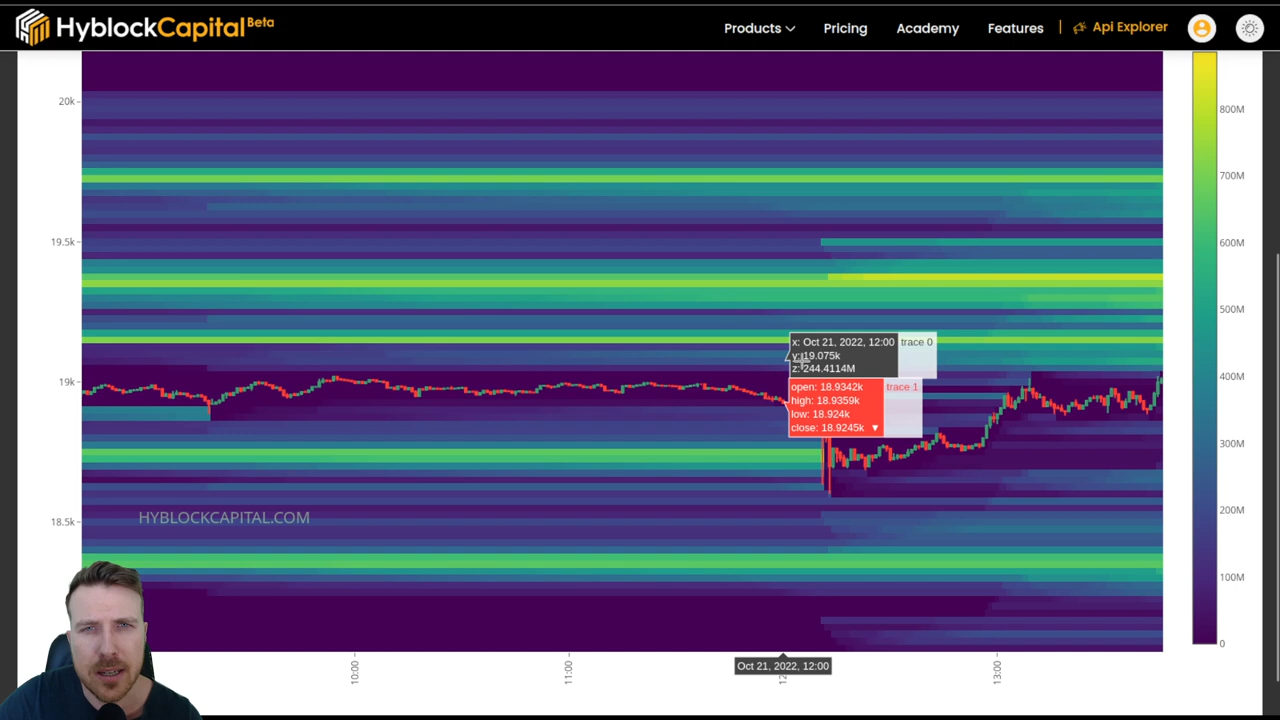 HyblockCapital Beta
Products Pricing Academy Features Api Explorer
20k
19.5k
19k
18.5k
800M
700M
600M
500M
400M
300M
200M
100M
0
x: Oct 21, 2022, 12:00 trace 0
y: 19.075k
z: 244.4114M
open: 18.9342k trace 1
high: 18.9359k
low: 18.924k
close: 18.9245k ▼
HYBLOCKCAPITAL.COM
Oct 21, 2022, 12:00
10:00
11:00
13:00